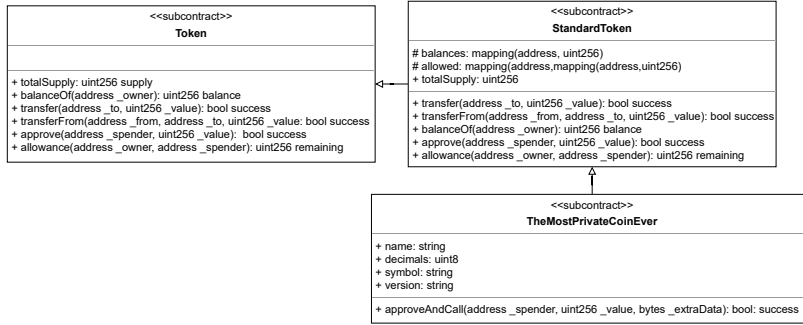 <<subcontract>>
Token
+ totalSupply: uint256 supply
+ balanceOf(address _owner): uint256 balance
+ transfer(address _to, uint256 _value): bool success
+ transferFrom(address _from, address _to, uint256 _value: bool success
+ approve(address _spender, uint256 _value):  bool success
+ allowance(address _owner, address _spender): uint256 remaining
<<subcontract>>
StandardToken
# balances: mapping(address, uint256)
# allowed: mapping(address,mapping(address,uint256)
+ totalSupply: uint256
+ transfer(address _to, uint256 _value): bool success
+ transferFrom(address _from, address _to, uint256 _value: bool success
+ balanceOf(address _owner): uint256 balance
+ approve(address _spender, uint256 _value): bool success
+ allowance(address _owner, address _spender): uint256 remaining
<<subcontract>>
TheMostPrivateCoinEver
+ name: string
+ decimals: uint8
+ symbol: string
+ version: string
+ approveAndCall(address _spender, uint256 _value, bytes _extraData): bool: success